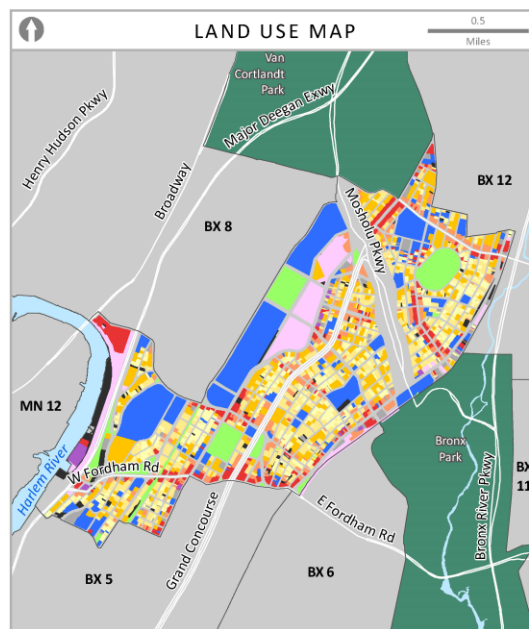 LAND USE MAP
0.5
Miles
Van
Cortlandt
Park
Major Deegan Expwy
Henry Hudson Pkwy
Broadway
BX 12
BX 8
Mosholu Pkwy
MN 12
Harlem River
W Fordham Rd
Bronx
Park
BX
11
Grand Concourse
E Fordham Rd
Bronx River Pkwy
BX 5
BX 6